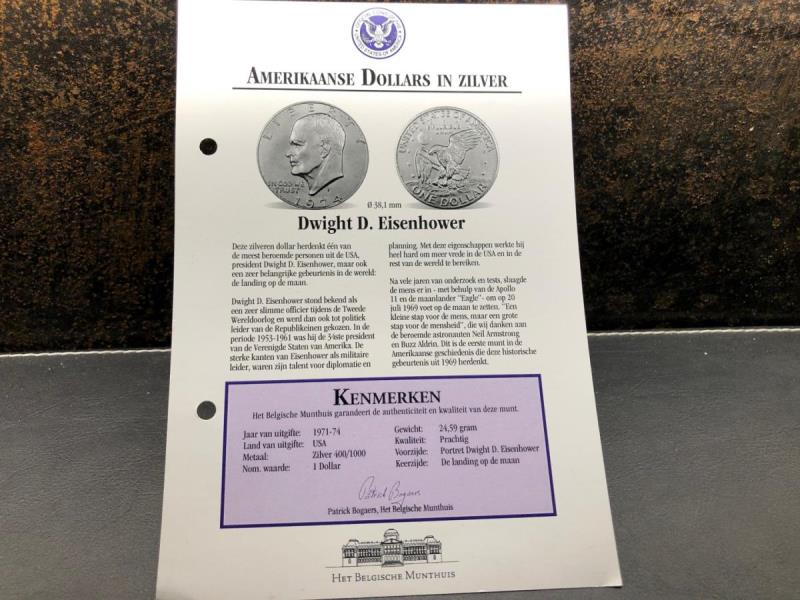 AMERIKAANSE DOLLARS IN ZILVER
LIBERTY
IN GOD WE
TRUST
1974
UNITED STATES OF AMERICA
ONE DOLLAR
Ø 38,1 mm
Dwight D. Eisenhower
Deze zilveren dollar herdenkt één van
de meest beroemde personen uit de USA,
president Dwight D. Eisenhower, maar ook
een zeer belangrijke gebeurtenis in de wereld:
de landing op de maan.
Dwight D. Eisenhower stond bekend als
een zeer slimme officier tijdens de Tweede
Wereldoorlog en werd dan ook tot politiek
leider van de Republikeinen gekozen. In de
periode 1953-1961 was hij de 34ste president
van de Verenigde Staten van Amerika. De
sterke kanten van Eisenhower als militaire
leider, waren zijn talent voor diplomatie en
planning. Met deze eigenschappen werkte hij
heel hard om meer vrede in de USA en in de
rest van de wereld te bereiken.
Na vele jaren van onderzoek en tests, slaagde
de mens er in - met behulp van de Apollo
11 en de maanlander "Eagle"- om op 20
juli 1969 voet op de maan te zetten. "Een
kleine stap voor de mens, maar een grote
stap voor de mensheid", die wij danken aan
de beroemde astronauten Neil Armstrong
en Buzz Aldrin. Dit is de eerste munt in de
Amerikaanse geschiedenis die deze historische
gebeurtenis uit 1969 herdenkt.
KENMERKEN
Het Belgische Munthuis garandeert de authenticiteit en kwaliteit van deze munt.
Jaar van uitgifte: 1971-74
Land van uitgifte: USA
Metaal: Zilver 400/1000
Nom. waarde: 1 Dollar
Gewicht: 24,59 gram
Kwaliteit: Prachtig
Voorzijde: Portret Dwight D. Eisenhower
Keerzijde: De landing op de maan
Patrick Bogaers
Patrick Bogaers, Het Belgische Munthuis
HET BELGISCHE MUNTHUIS